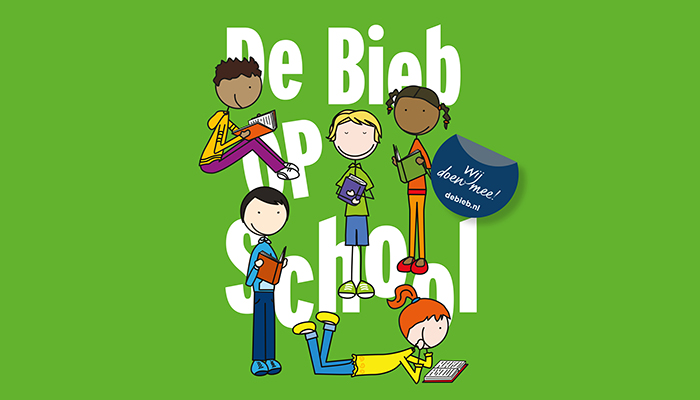 De Bieb
op
School
Wij
doen mee!
debieb.nl